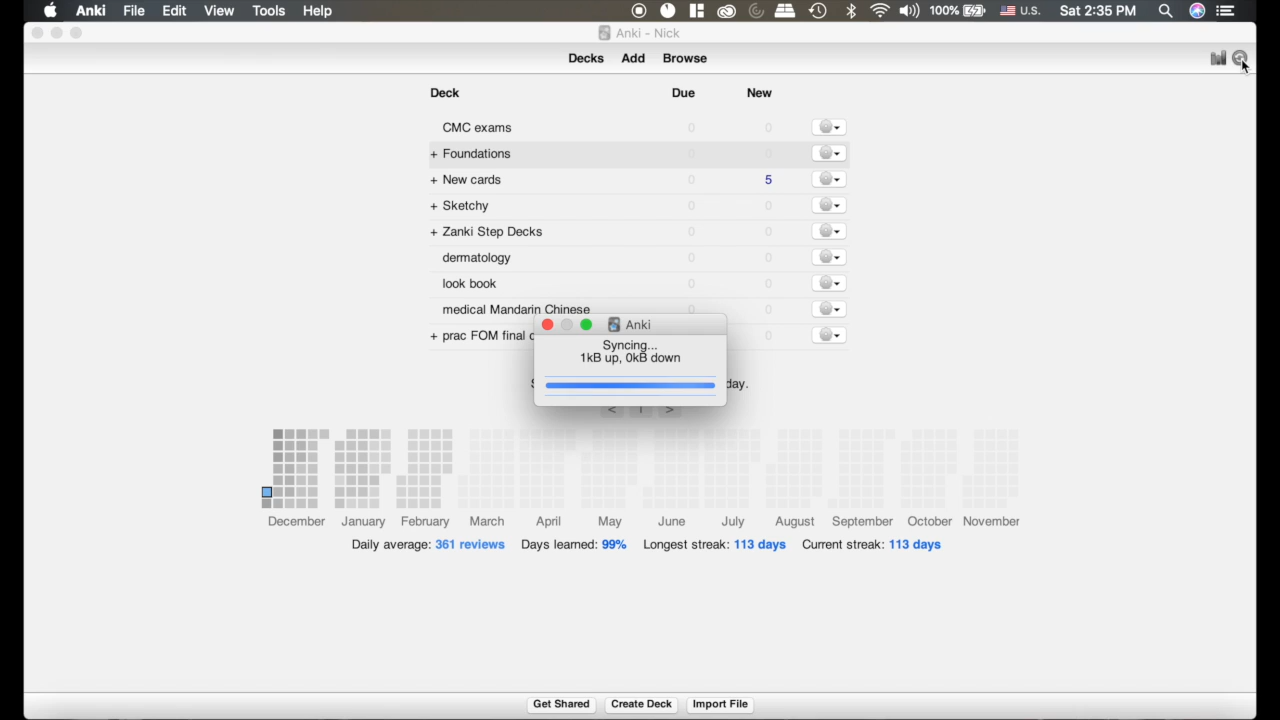 Anki File Edit View Tools Help 100% U.S. Sat 2:35 PM
Anki - Nick
Decks Add Browse
Deck Due New
CMC exams 0 0
+ Foundations 0 0
+ New cards 0 5
+ Sketchy 0 0
+ Zanki Step Decks 0 0
dermatology 0 0
look book 0 0
medical Mandarin Chinese 0 0
+ prac FOM final 0
Anki
Syncing...
1kB up, 0kB down
day.
< | >
December January February March April May June July August September October November
Daily average: 361 reviews Days learned: 99% Longest streak: 113 days Current streak: 113 days
Get Shared Create Deck Import File